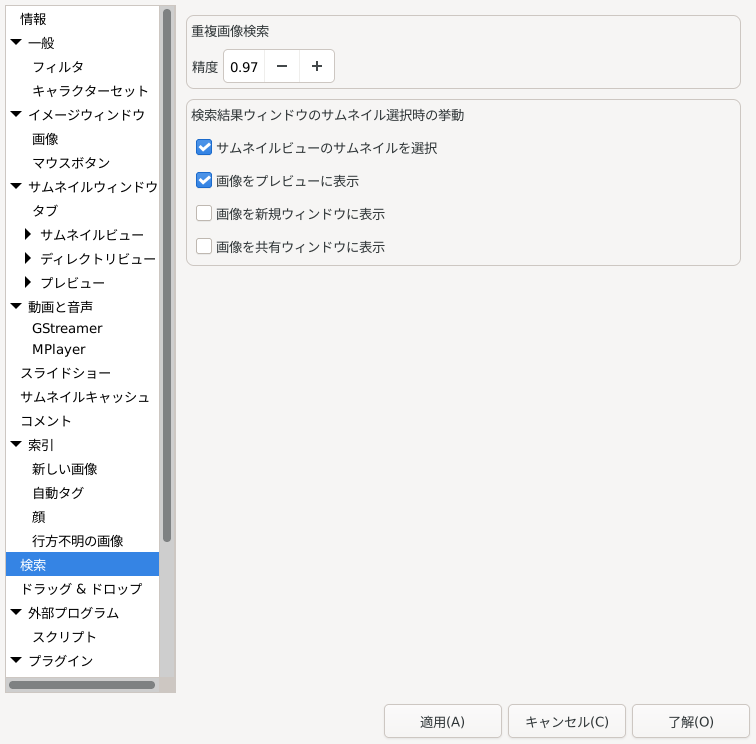 情報
一般
フィルタ
キャラクターセット
イメージウィンドウ
画像
マウスボタン
サムネイルウィンドウ
タブ
サムネイルビュー
ディレクトリビュー
プレビュー
動画と音声
GStreamer
MPlayer
スライドショー
サムネイルキャッシュ
コメント
索引
新しい画像
自動タグ
顔
行方不明の画像
検索
ドラッグ & ドロップ
外部プログラム
スクリプト
プラグイン
重複画像検索
精度 0.97 − +
検索結果ウィンドウのサムネイル選択時の挙動
サムネイルビューのサムネイルを選択
画像をプレビューに表示
画像を新規ウィンドウに表示
画像を共有ウィンドウに表示
適用(A) キャンセル(C) 了解(O)